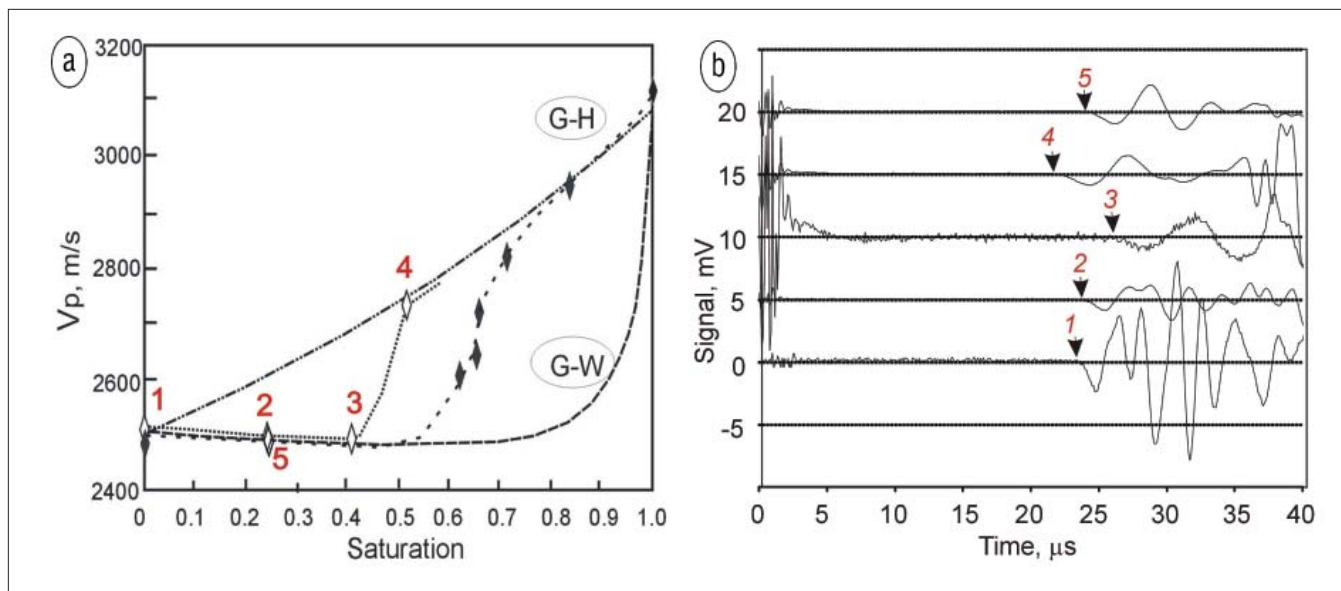 a
3200
3000
2800
2600
2400
Vp, m/s
G-H
G-W
1
2
3
4
5
0 0.1 0.2 0.3 0.4 0.5 0.6 0.7 0.8 0.9 1.0
Saturation
b
20
15
10
5
0
-5
Signal, mV
5
4
3
2
1
0 5 10 15 20 25 30 35 40
Time, μs